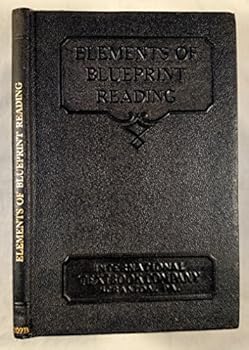 ELEMENTS OF
BLUEPRINT
READING
INTERNATIONAL
TEXTBOOK COMPANY
SCRANTON, PA.
ELEMENTS OF BLUEPRINT READING